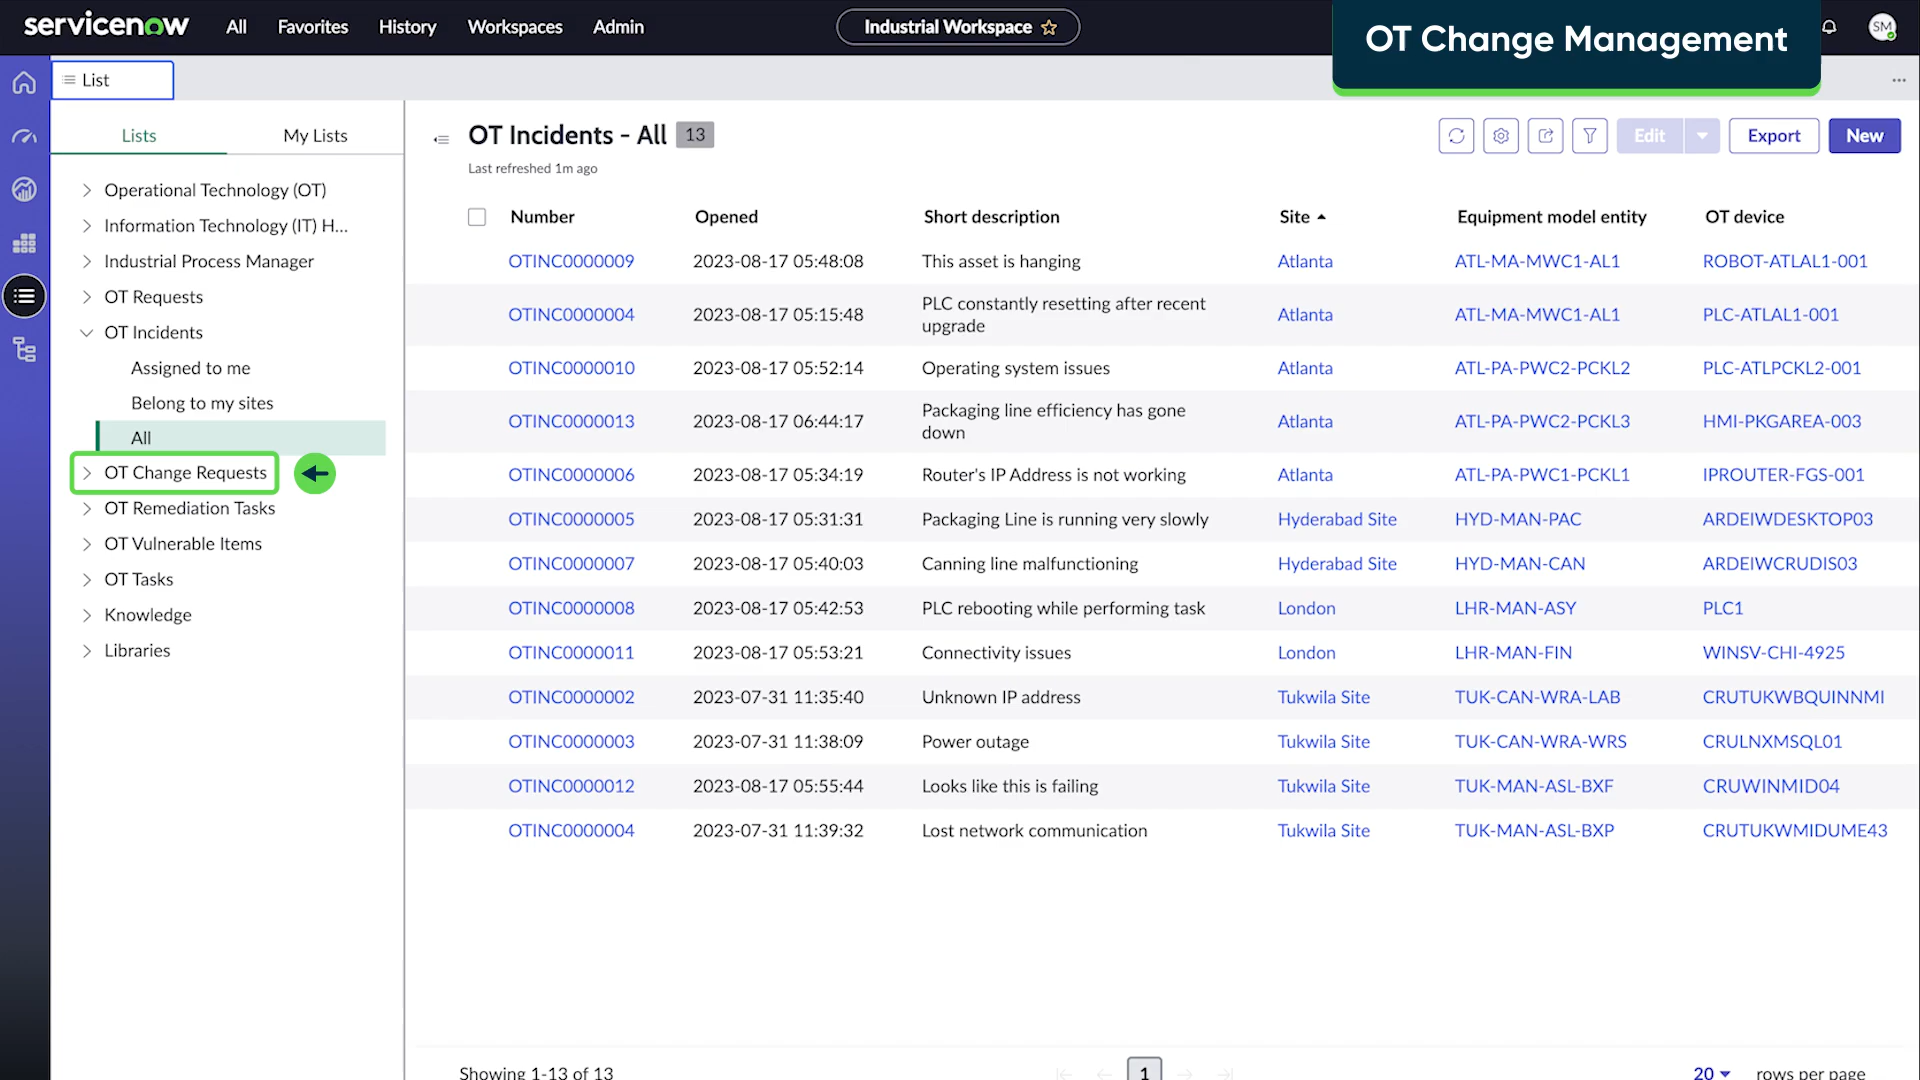 servicenow All Favorites History Workspaces Admin Industrial Workspace OT Change Management SM
List
Lists My Lists
Operational Technology (OT)
Information Technology (IT) H...
Industrial Process Manager
OT Requests
OT Incidents
Assigned to me
Belong to my sites
All
OT Change Requests
OT Remediation Tasks
OT Vulnerable Items
OT Tasks
Knowledge
Libraries
OT Incidents - All 13
Last refreshed 1m ago
Edit Export New
Number Opened Short description Site Equipment model entity OT device
OTINC0000009 2023-08-17 05:48:08 This asset is hanging Atlanta ATL-MA-MWC1-AL1 ROBOT-ATLAL1-001
OTINC0000004 2023-08-17 05:15:48 PLC constantly resetting after recent
upgrade Atlanta ATL-MA-MWC1-AL1 PLC-ATLAL1-001
OTINC0000010 2023-08-17 05:52:14 Operating system issues Atlanta ATL-PA-PWC2-PCKL2 PLC-ATLPCKL2-001
OTINC0000013 2023-08-17 06:44:17 Packaging line efficiency has gone
down Atlanta ATL-PA-PWC2-PCKL3 HMI-PKGAREA-003
OTINC0000006 2023-08-17 05:34:19 Router's IP Address is not working Atlanta ATL-PA-PWC1-PCKL1 IPROUTER-FGS-001
OTINC0000005 2023-08-17 05:31:31 Packaging Line is running very slowly Hyderabad Site HYD-MAN-PAC ARDEIWDESKTOP03
OTINC0000007 2023-08-17 05:40:03 Canning line malfunctioning Hyderabad Site HYD-MAN-CAN ARDEIWCRUDIS03
OTINC0000008 2023-08-17 05:42:53 PLC rebooting while performing task London LHR-MAN-ASY PLC1
OTINC0000011 2023-08-17 05:53:21 Connectivity issues London LHR-MAN-FIN WINSV-CHI-4925
OTINC0000002 2023-07-31 11:35:40 Unknown IP address Tukwila Site TUK-CAN-WRA-LAB CRUTUKWBQUINNMI
OTINC0000003 2023-07-31 11:38:09 Power outage Tukwila Site TUK-CAN-WRA-WRS CRULNXMSQL01
OTINC0000012 2023-08-17 05:55:44 Looks like this is failing Tukwila Site TUK-MAN-ASL-BXF CRUWINMID04
OTINC0000004 2023-07-31 11:39:32 Lost network communication Tukwila Site TUK-MAN-ASL-BXP CRUTUKWMIDUME43
Showing 1-13 of 13 1 20 rows per page